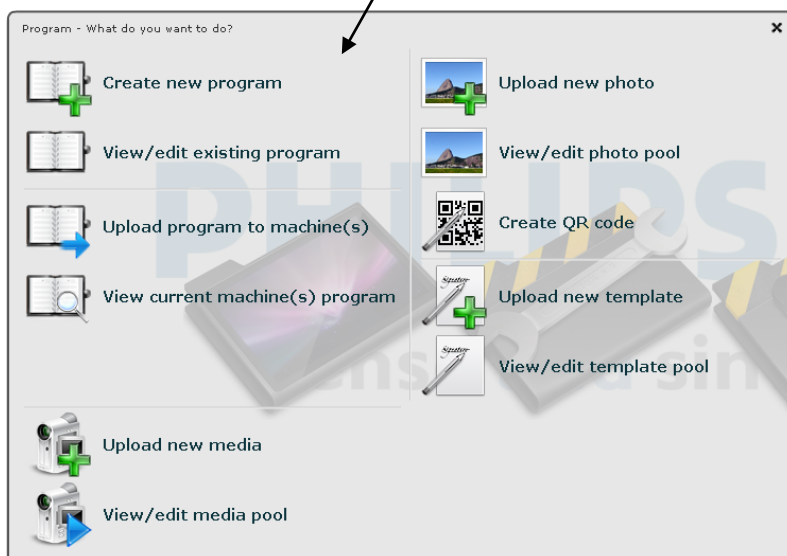 Program - What do you want to do?
Create new program
View/edit existing program
Upload program to machine(s)
View current machine(s) program
Upload new media
View/edit media pool
Upload new photo
View/edit photo pool
Create QR code
Upload new template
View/edit template pool
PHILIPS
sin